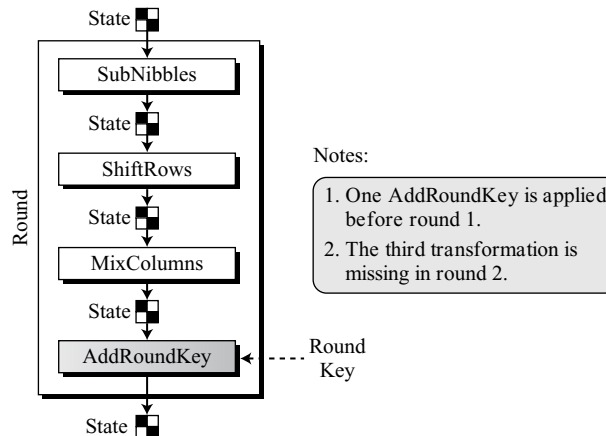 State
SubNibbles
State
ShiftRows
State
MixColumns
State
AddRoundKey
State
Round
Round
Key
Notes:
1. One AddRoundKey is applied
before round 1.
2. The third transformation is
missing in round 2.